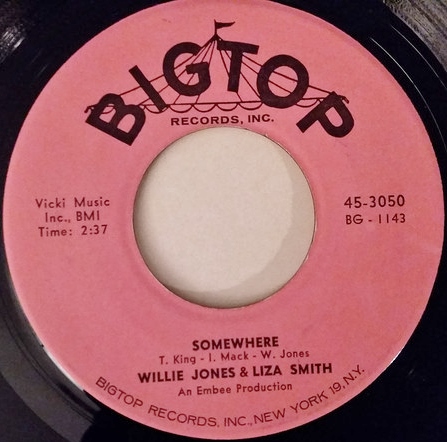 BIGTOP
RECORDS, INC.
Vicki Music
Inc., BMI
Time: 2:37
45-3050
BG - 1143
SOMEWHERE
T. King - I. Mack - W. Jones
WILLIE JONES & LIZA SMITH
An Embee Production
BIGTOP RECORDS, INC., NEW YORK 19, N.Y.